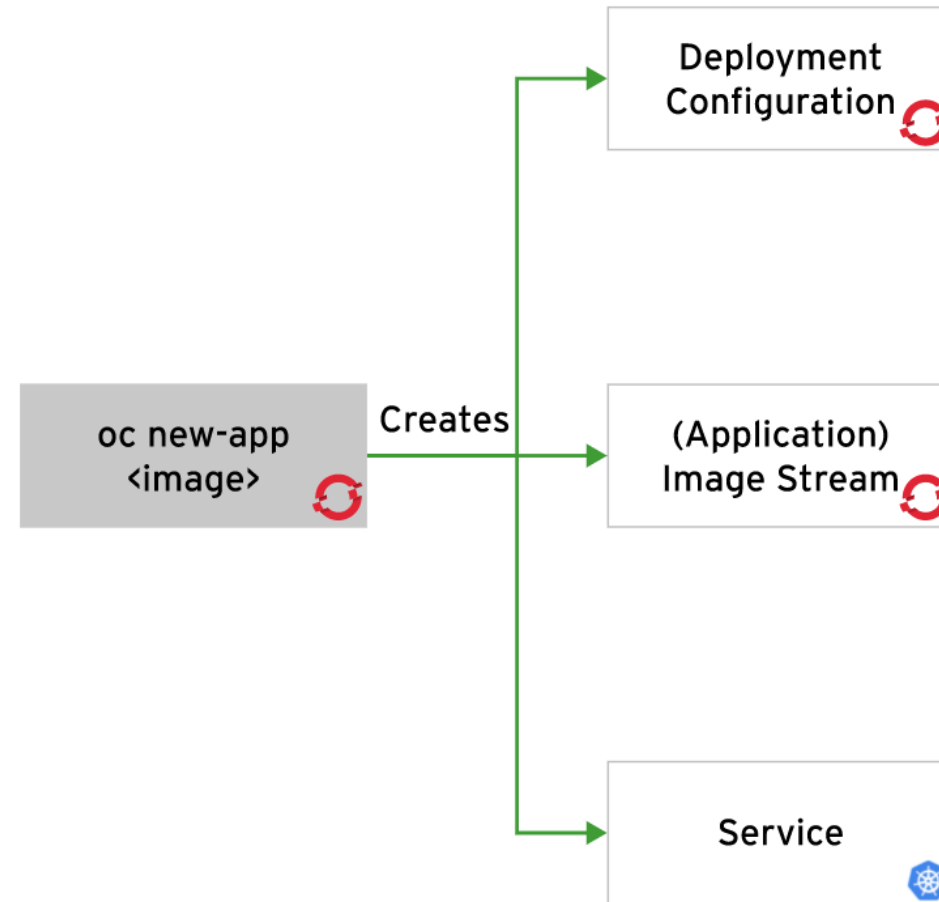 Deployment
Configuration
oc new-app
<image>
Creates
(Application)
Image Stream
Service